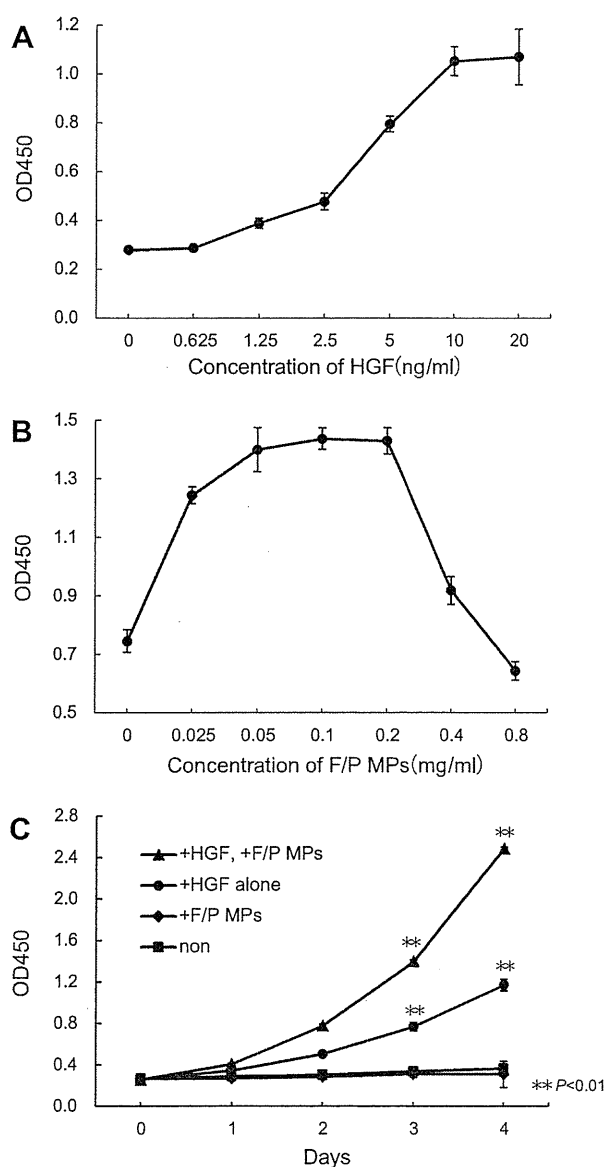 A
1.2
1.0
0.8
0.6
0.4
0.2
0.0
OD450
0 0.625 1.25 2.5 5 10 20
Concentration of HGF(ng/ml)
B
1.5
1.3
1.1
0.9
0.7
0.5
OD450
0 0.025 0.05 0.1 0.2 0.4 0.8
Concentration of F/P MPs(mg/ml)
C
2.8
2.4
2.0
1.6
1.2
0.8
0.4
0.0
OD450
+HGF, +F/P MPs
+HGF alone
+F/P MPs
non
**
**
**
**
**P<0.01
0 1 2 3 4
Days